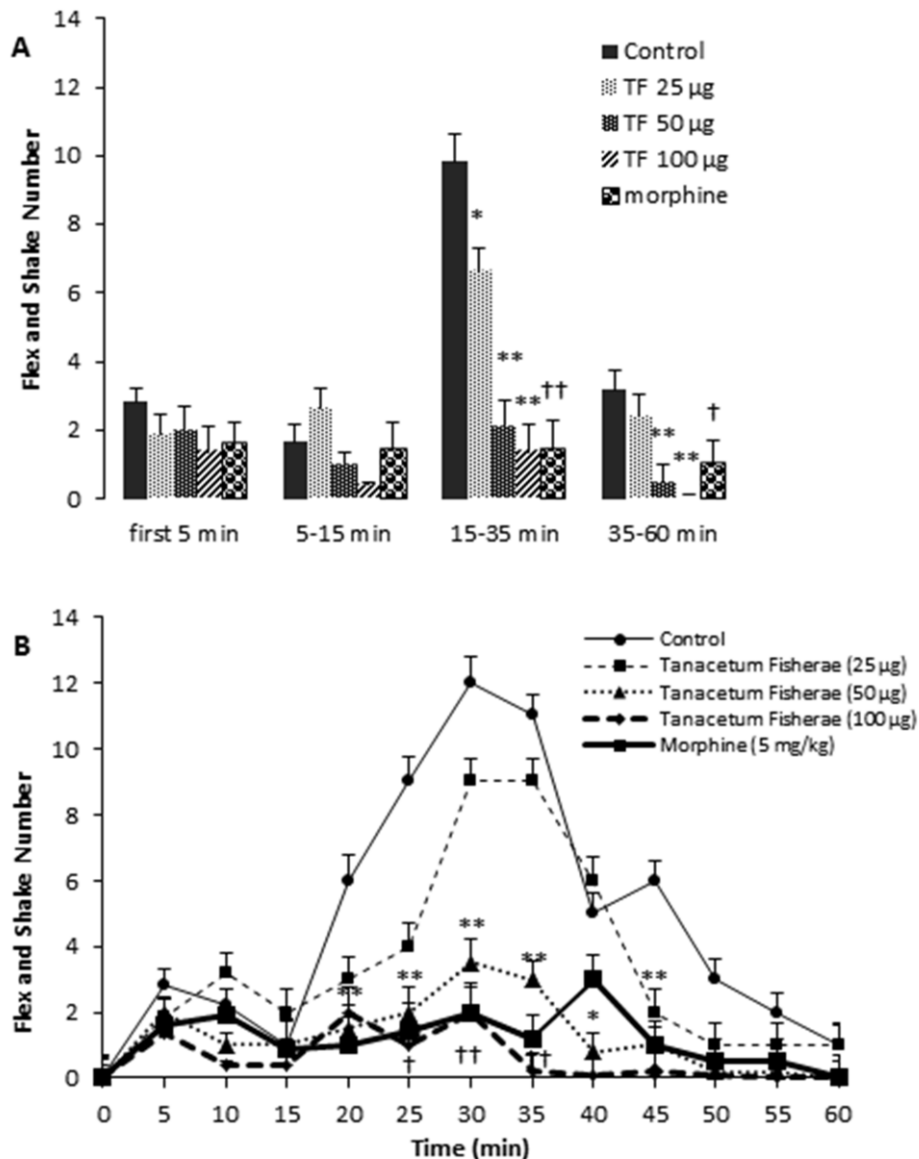 A
14
12
10
8
6
4
2
0
Flex and Shake Number
Control
TF 25 µg
TF 50 µg
TF 100 µg
morphine
*
**
**
††
**
**
†
first 5 min
5-15 min
15-35 min
35-60 min
B
14
12
10
8
6
4
2
0
Flex and Shake Number
Control
Tanacetum Fisherae (25 µg)
Tanacetum Fisherae (50 µg)
Tanacetum Fisherae (100 µg)
Morphine (5 mg/kg)
**
**
**
**
*
**
†
††
††
0 5 10 15 20 25 30 35 40 45 50 55 60
Time (min)